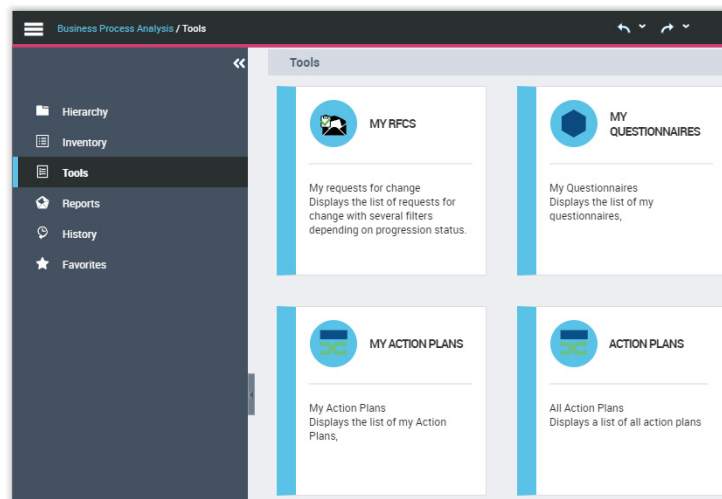 Business Process Analysis / Tools
Tools
Hierarchy
Inventory
Tools
Reports
History
Favorites
MY RFCS
My requests for change
Displays the list of requests for
change with several filters
depending on progression status.
MY
QUESTIONNAIRES
My Questionnaires
Displays the list of my
questionnaires,
MY ACTION PLANS
My Action Plans
Displays the list of my Action
Plans,
ACTION PLANS
All Action Plans
Displays a list of all action plans